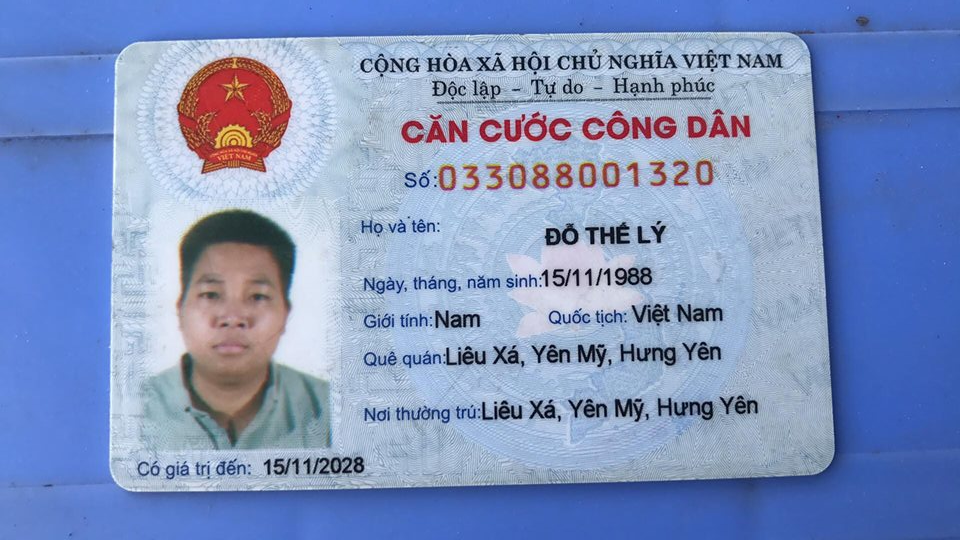 CỘNG HÒA XÃ HỘI CHỦ NGHĨA VIỆT NAM
Độc lập - Tự do - Hạnh phúc
CĂN CƯỚC CÔNG DÂN
Số: 033088001320
Họ và tên:
ĐỖ THẾ LÝ
Ngày, tháng, năm sinh: 15/11/1988
Giới tính: Nam Quốc tịch: Việt Nam
Quê quán: Liêu Xá, Yên Mỹ, Hưng Yên
Nơi thường trú: Liêu Xá, Yên Mỹ, Hưng Yên
Có giá trị đến: 15/11/2028
VIỆT NAM